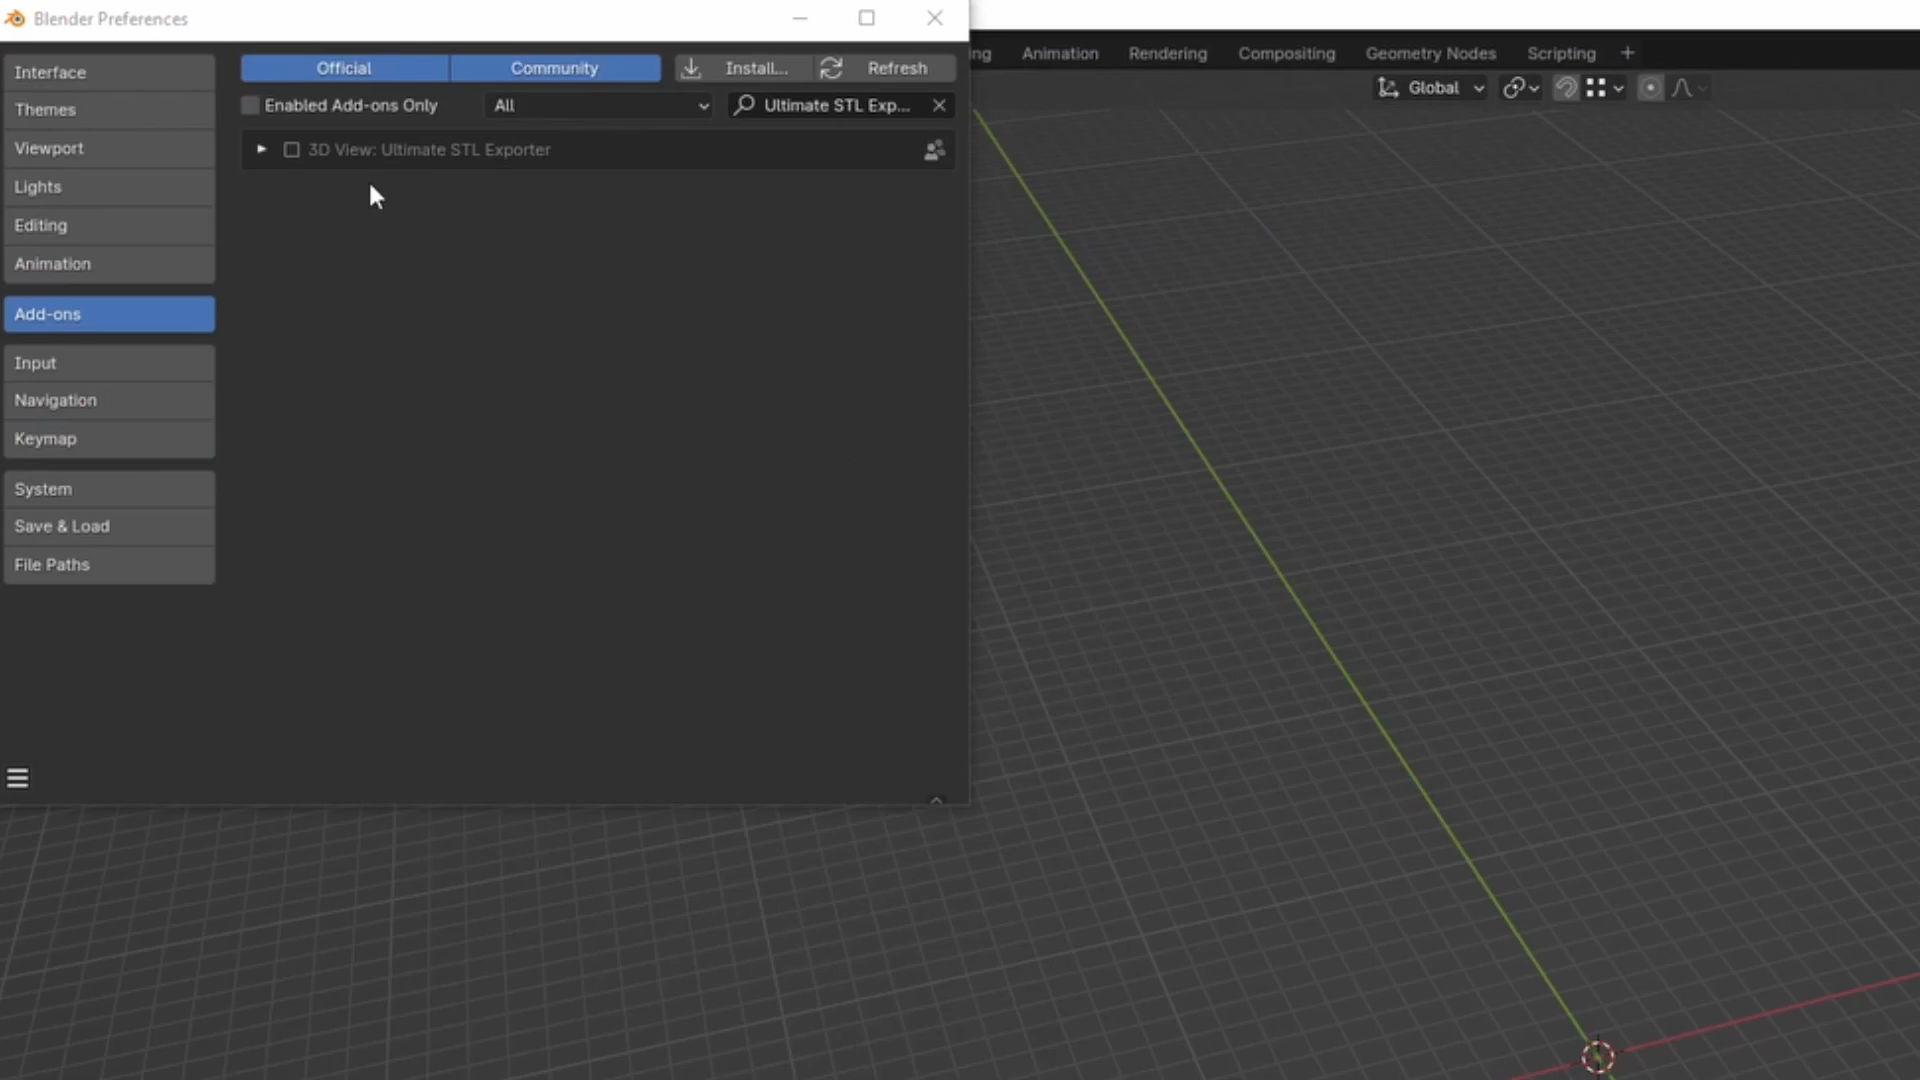 Blender Preferences
Interface
Themes
Viewport
Lights
Editing
Animation
Add-ons
Input
Navigation
Keymap
System
Save & Load
File Paths
Official Community Install... Refresh
Enabled Add-ons Only All Ultimate STL Exp...
3D View: Ultimate STL Exporter
ng Animation Rendering Compositing Geometry Nodes Scripting +
Global